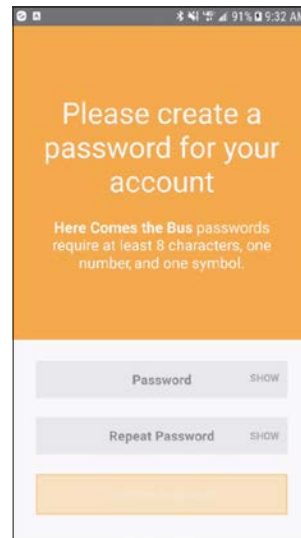 91% 9:32 AM
Please create a
password for your
account
Here Comes the Bus passwords
require at least 8 characters, one
number, and one symbol.
Password SHOW
Repeat Password SHOW